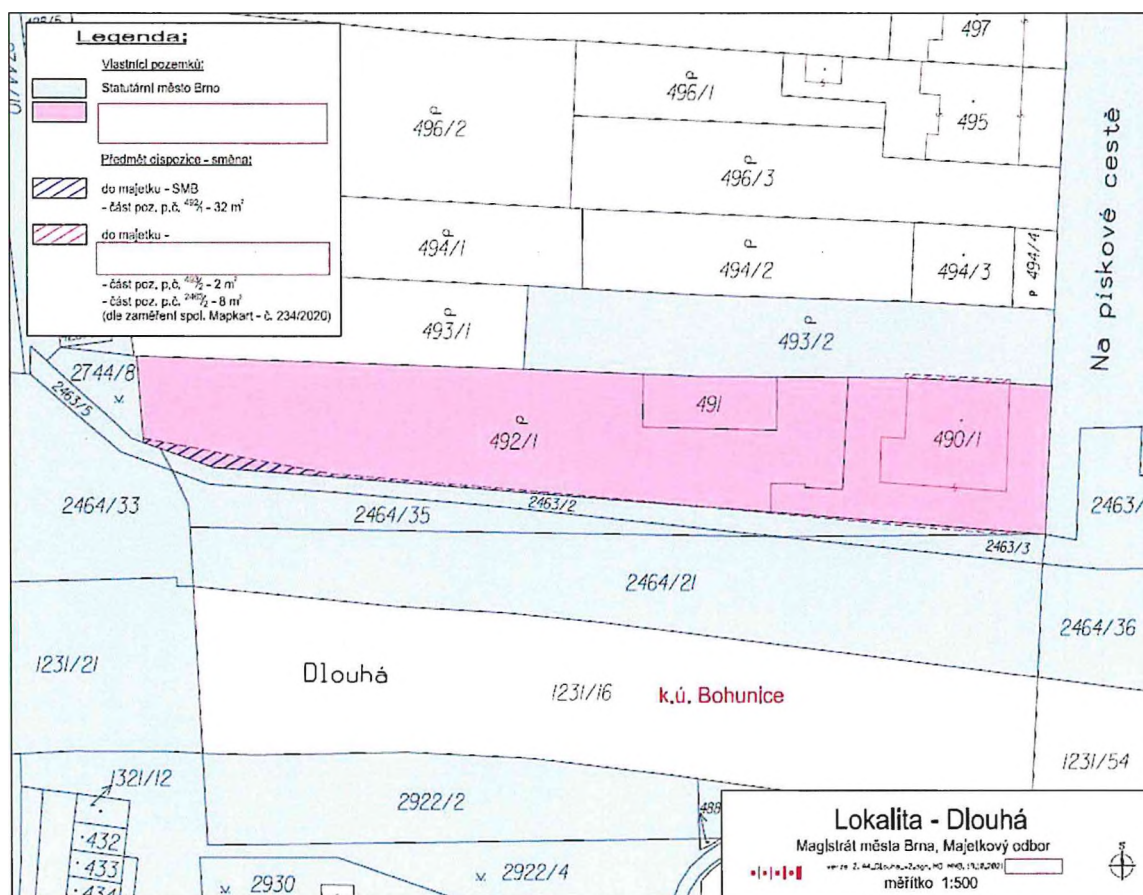 Legenda:
Vlastníci pozemků:
Statutární město Brno
Předmět dispozice - směna:
do majetku - SMB
- část poz. p.č. 492/1 - 32 m²
do majetku -
- část poz. p.č. 493/2 - 2 m²
- část poz. p.č. 2463/2 - 8 m²
(dle zaměření spol. Mapkart - č. 234/2020)
497
496/1
496/2
495
496/3
Na pískové cestě
494/1
494/2
494/3
P 494/4
493/1
493/2
2744/8
2463/5
491
492/1
490/1
2464/33
2464/35
2463/2
2463/3
2463/
2464/21
2464/36
1231/21
Dlouhá
1231/16
k.ú. Bohunice
1231/54
1321/12
2922/2
488
432
433
434
2930
2922/4
Lokalita - Dlouhá
Magistrát města Brna, Majetkový odbor
měřítko 1:500
S